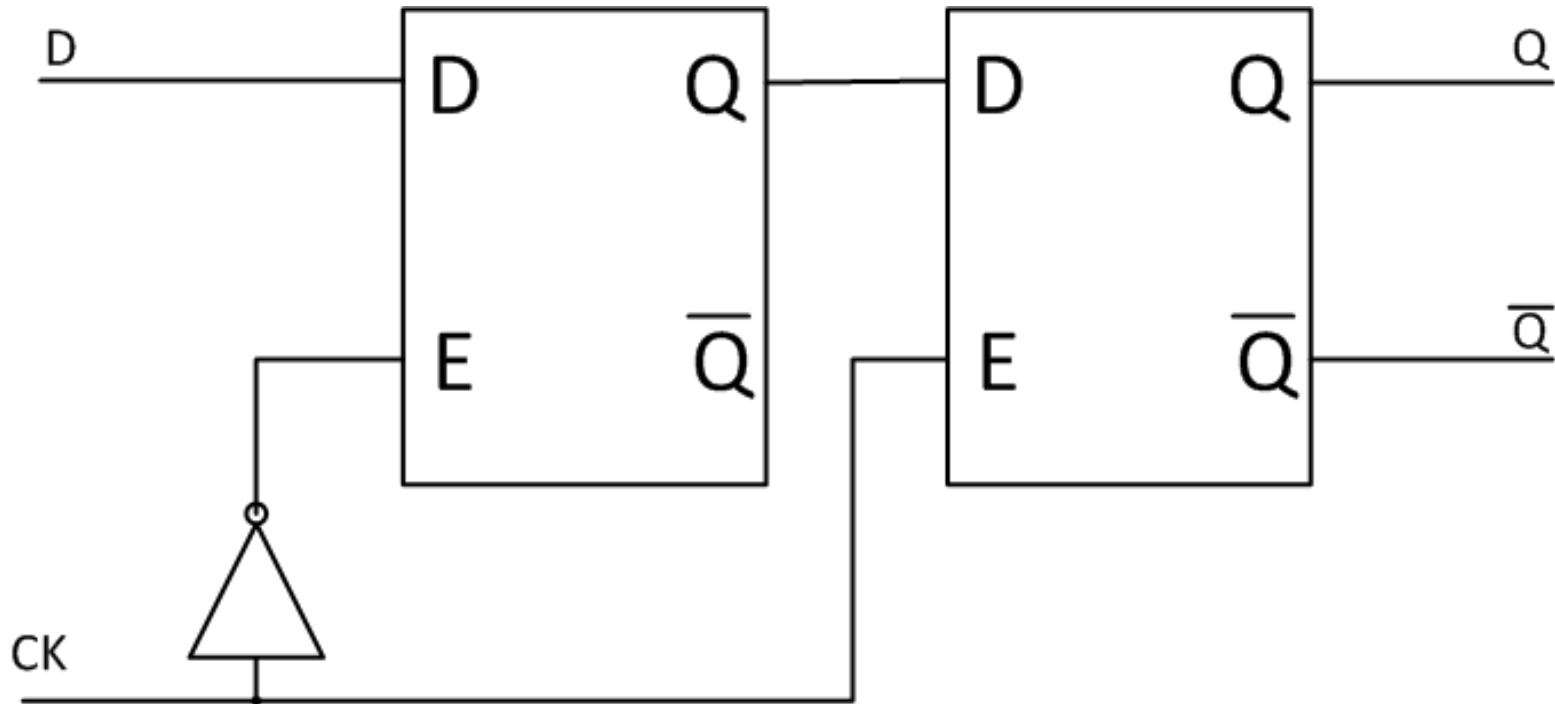 D
Q
D Q D Q
E Q̅ E Q̅
Q̅
CK